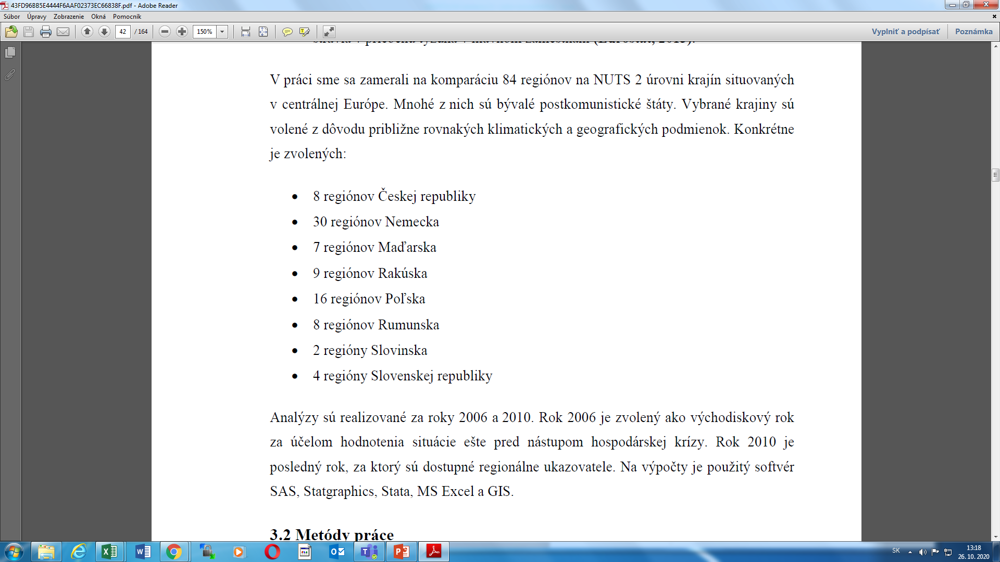 43FD96BB5E4444F6AAF02373EC66838F.pdf - Adobe Reader
Súbor Úpravy Zobrazenie Okná Pomocník
42 / 164 150% Vyplniť a podpísať Poznámka
V práci sme sa zamerali na komparáciu 84 regiónov na NUTS 2 úrovni krajín situovaných
v centrálnej Európe. Mnohé z nich sú bývalé postkomunistické štáty. Vybrané krajiny sú
volené z dôvodu približne rovnakých klimatických a geografických podmienok. Konkrétne
je zvolených:
• 8 regiónov Českej republiky
• 30 regiónov Nemecka
• 7 regiónov Maďarska
• 9 regiónov Rakúska
• 16 regiónov Poľska
• 8 regiónov Rumunska
• 2 regióny Slovinska
• 4 regióny Slovenskej republiky
Analýzy sú realizované za roky 2006 a 2010. Rok 2006 je zvolený ako východiskový rok
za účelom hodnotenia situácie ešte pred nástupom hospodárskej krízy. Rok 2010 je
posledný rok, za ktorý sú dostupné regionálne ukazovatele. Na výpočty je použitý softvér
SAS, Statgraphics, Stata, MS Excel a GIS.
3.2 Metódy práce
SK 13:18
26. 10. 2020